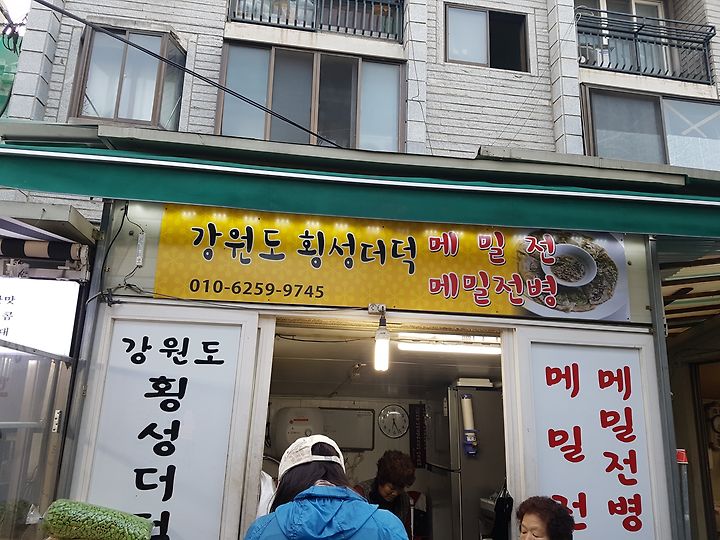 강원도 횡성더덕 메밀전
메밀전병
010-6259-9745
강원도
횡성더덕
메밀전
메밀전병